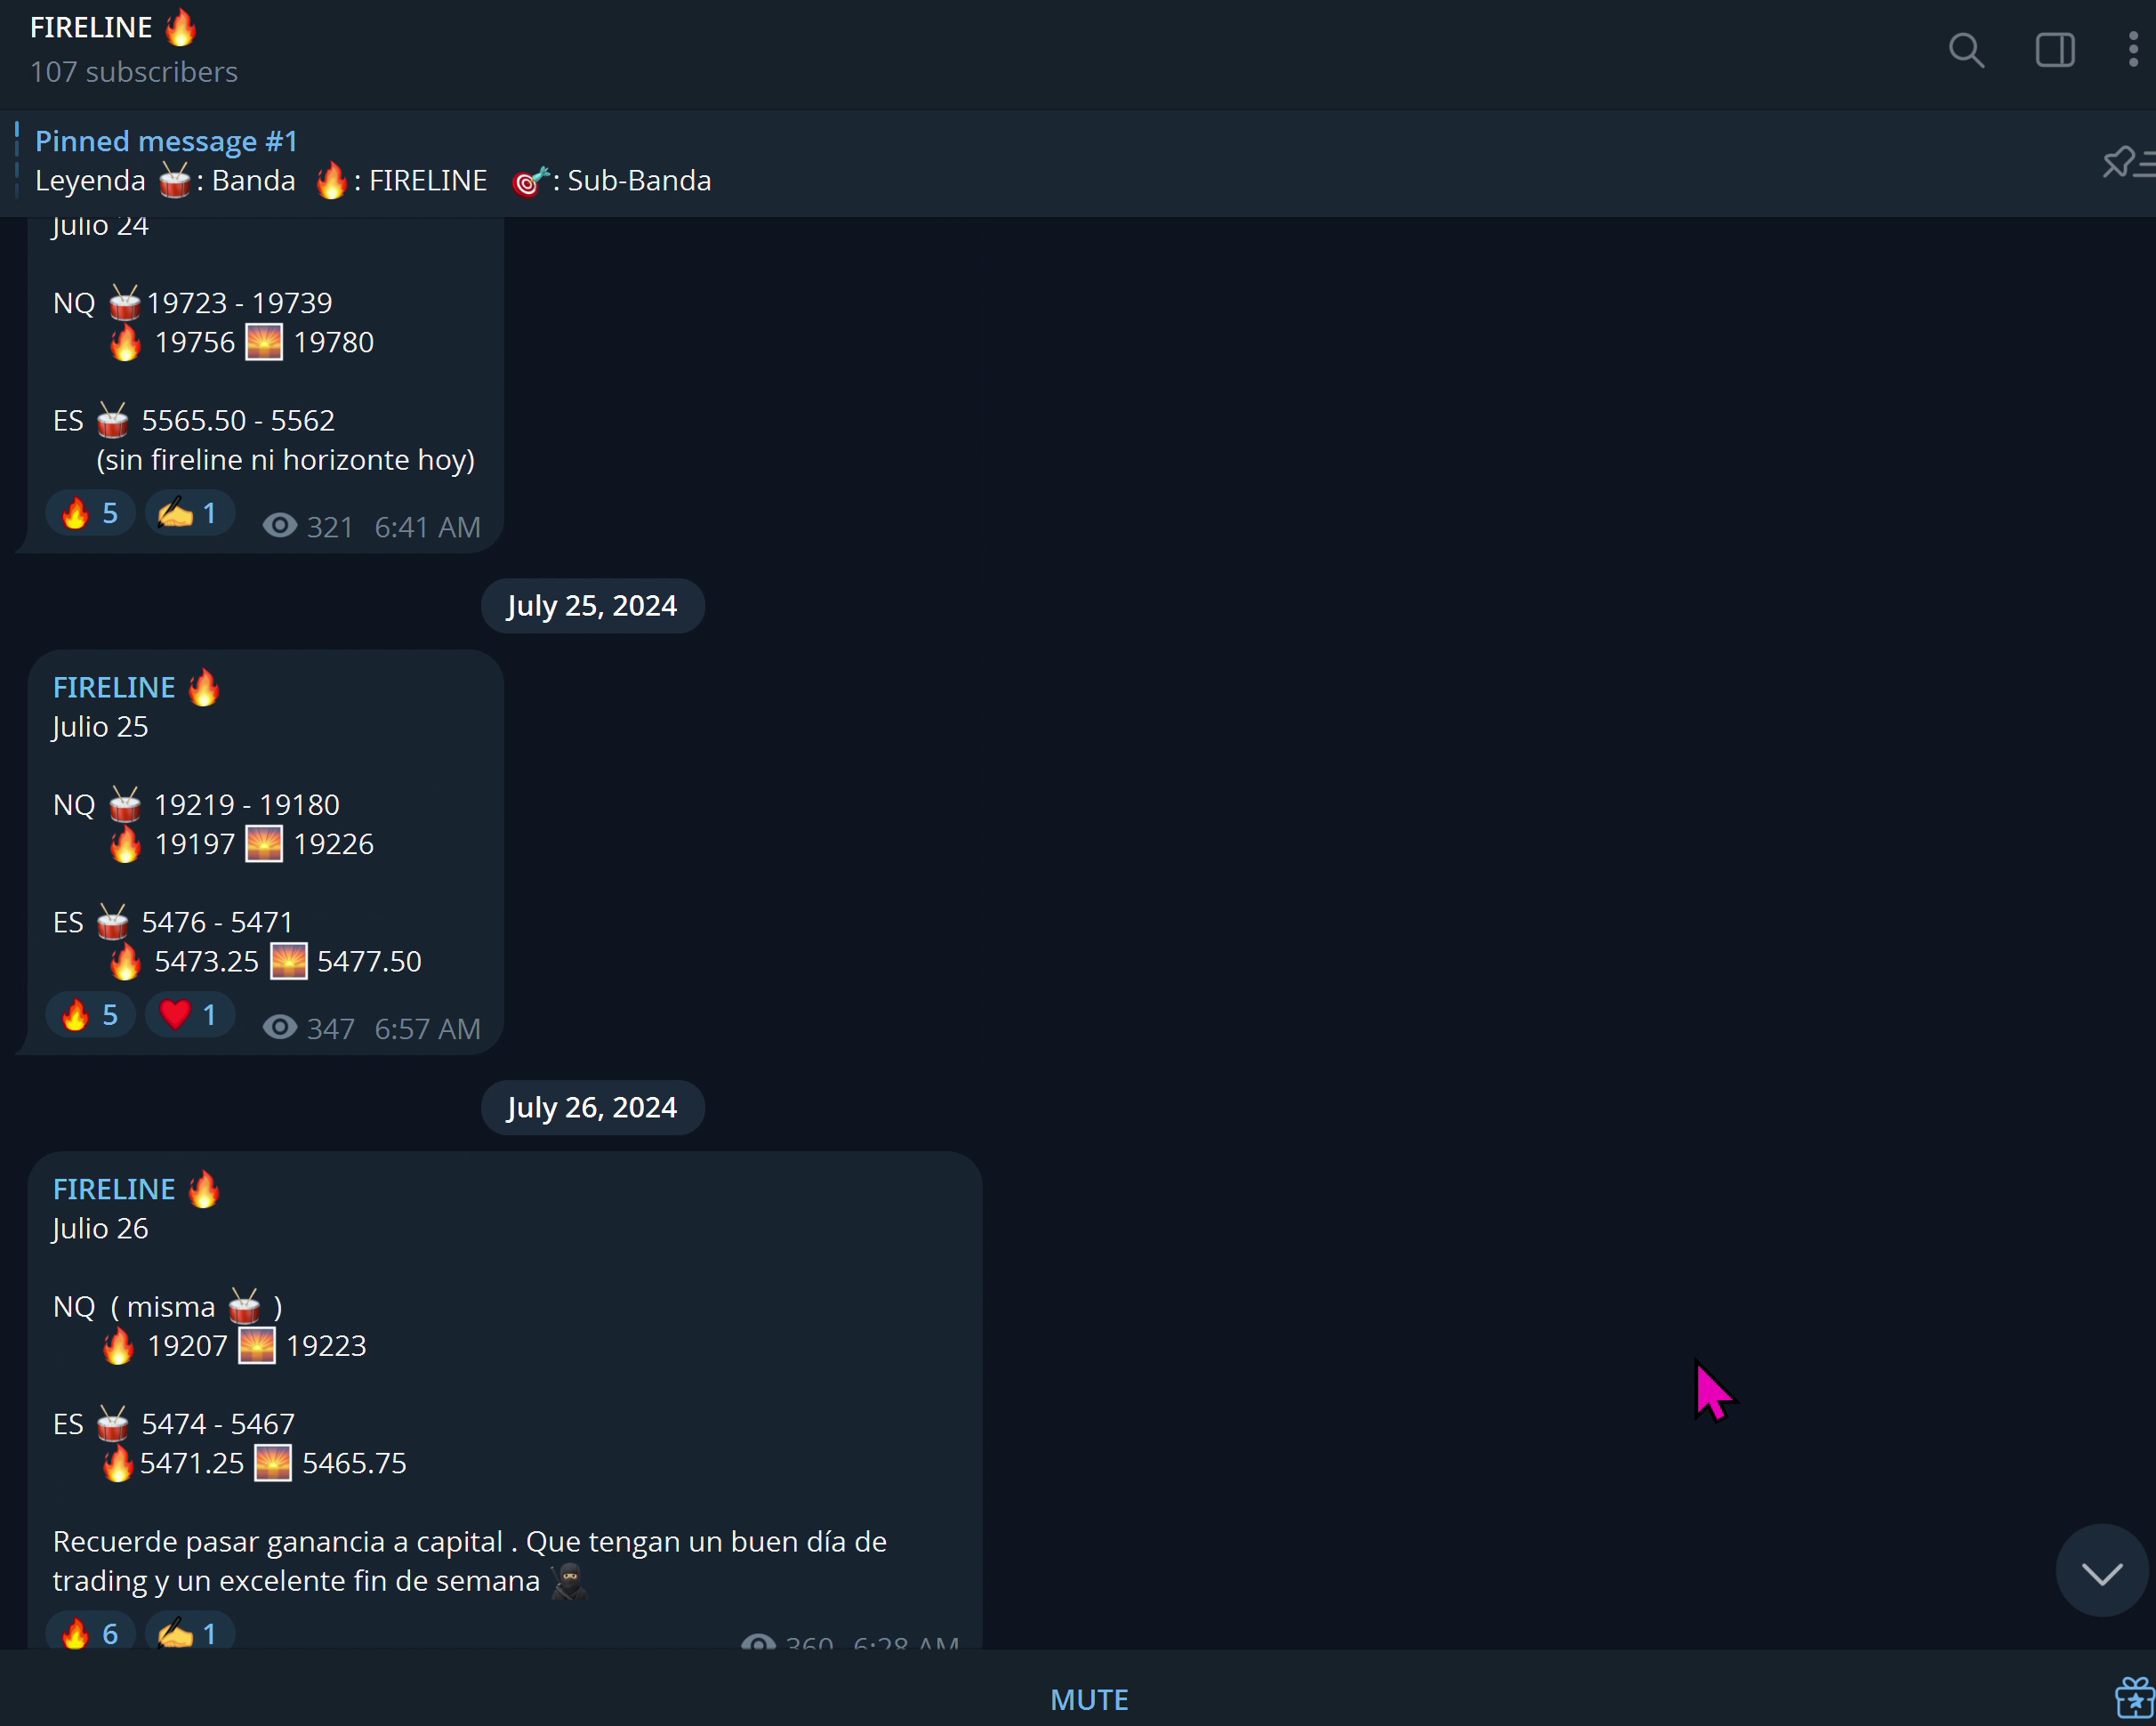 FIRELINE 🔥
107 subscribers
Pinned message #1
Leyenda 🥁: Banda 🔥: FIRELINE 🎯: Sub-Banda
Julio 24
NQ 🥁19723 - 19739
🔥 19756 🌅 19780
ES 🥁 5565.50 - 5562
(sin fireline ni horizonte hoy)
🔥 5 ✍️ 1 321 6:41 AM
July 25, 2024
FIRELINE 🔥
Julio 25
NQ 🥁 19219 - 19180
🔥 19197 🌅 19226
ES 🥁 5476 - 5471
🔥 5473.25 🌅 5477.50
🔥 5 ❤️ 1 347 6:57 AM
July 26, 2024
FIRELINE 🔥
Julio 26
NQ ( misma 🥁 )
🔥 19207 🌅 19223
ES 🥁 5474 - 5467
🔥5471.25 🌅 5465.75
Recuerde pasar ganancia a capital . Que tengan un buen día de
trading y un excelente fin de semana 🥷
🔥 6 ✍️ 1 360 6:28 AM
MUTE